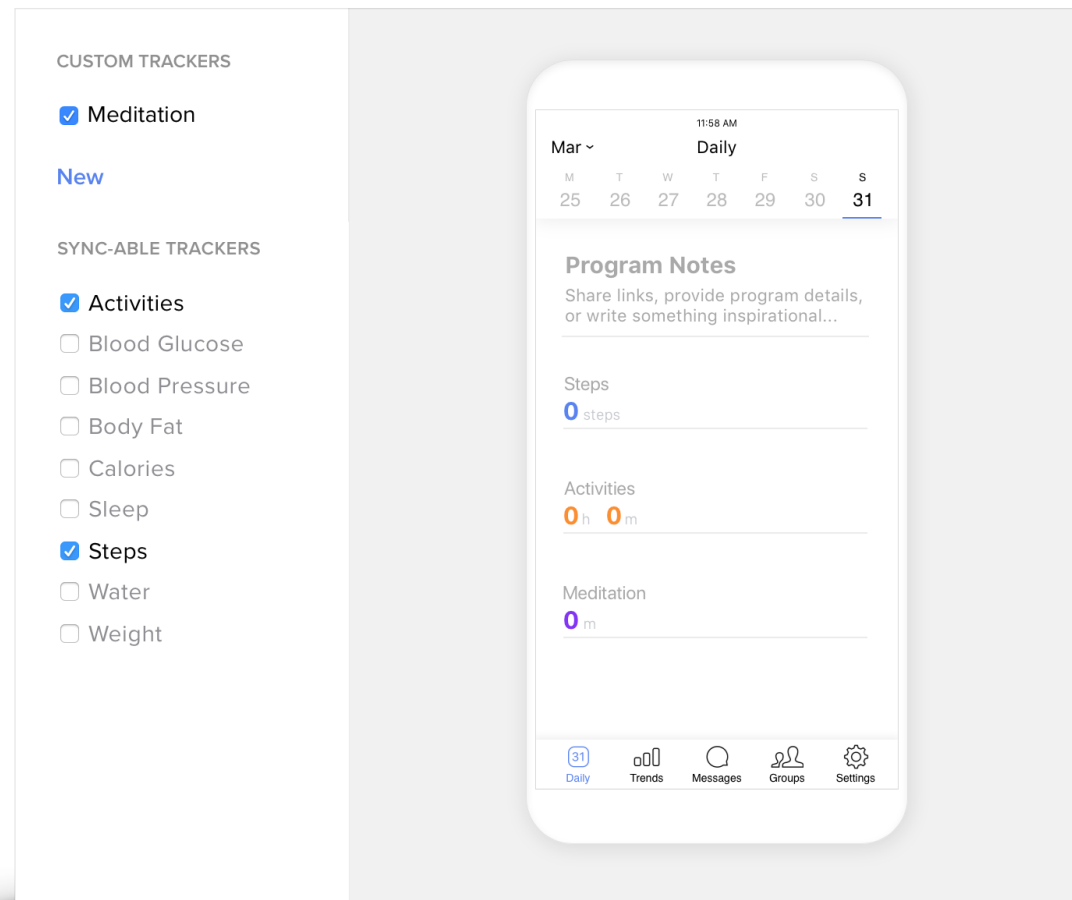 CUSTOM TRACKERS
Meditation
New
SYNC-ABLE TRACKERS
Activities
Blood Glucose
Blood Pressure
Body Fat
Calories
Sleep
Steps
Water
Weight
11:58 AM
Mar Daily
M T W T F S S
25 26 27 28 29 30 31
Program Notes
Share links, provide program details,
or write something inspirational...
Steps
0 steps
Activities
0 h 0 m
Meditation
0 m
31
Daily Trends Messages Groups Settings